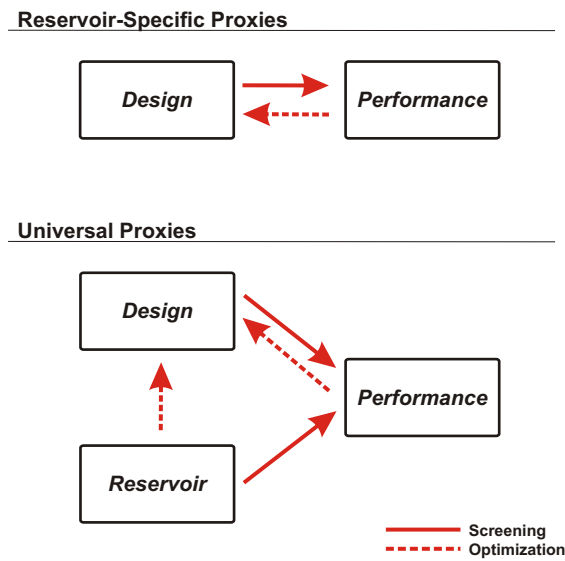 Reservoir-Specific Proxies
Design
Performance
Universal Proxies
Design
Performance
Reservoir
Screening
Optimization